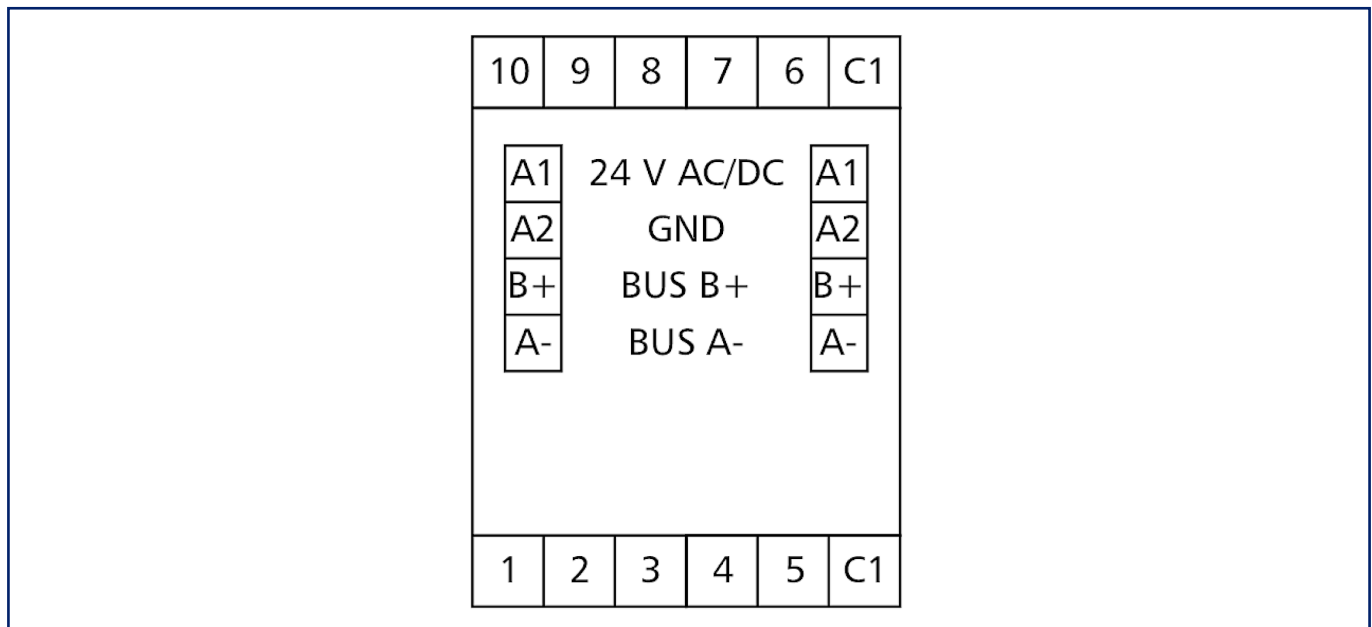 10 9 8 7 6 C1
A1 24 V AC/DC A1
A2 GND A2
B+ BUS B+ B+
A- BUS A- A-
1 2 3 4 5 C1